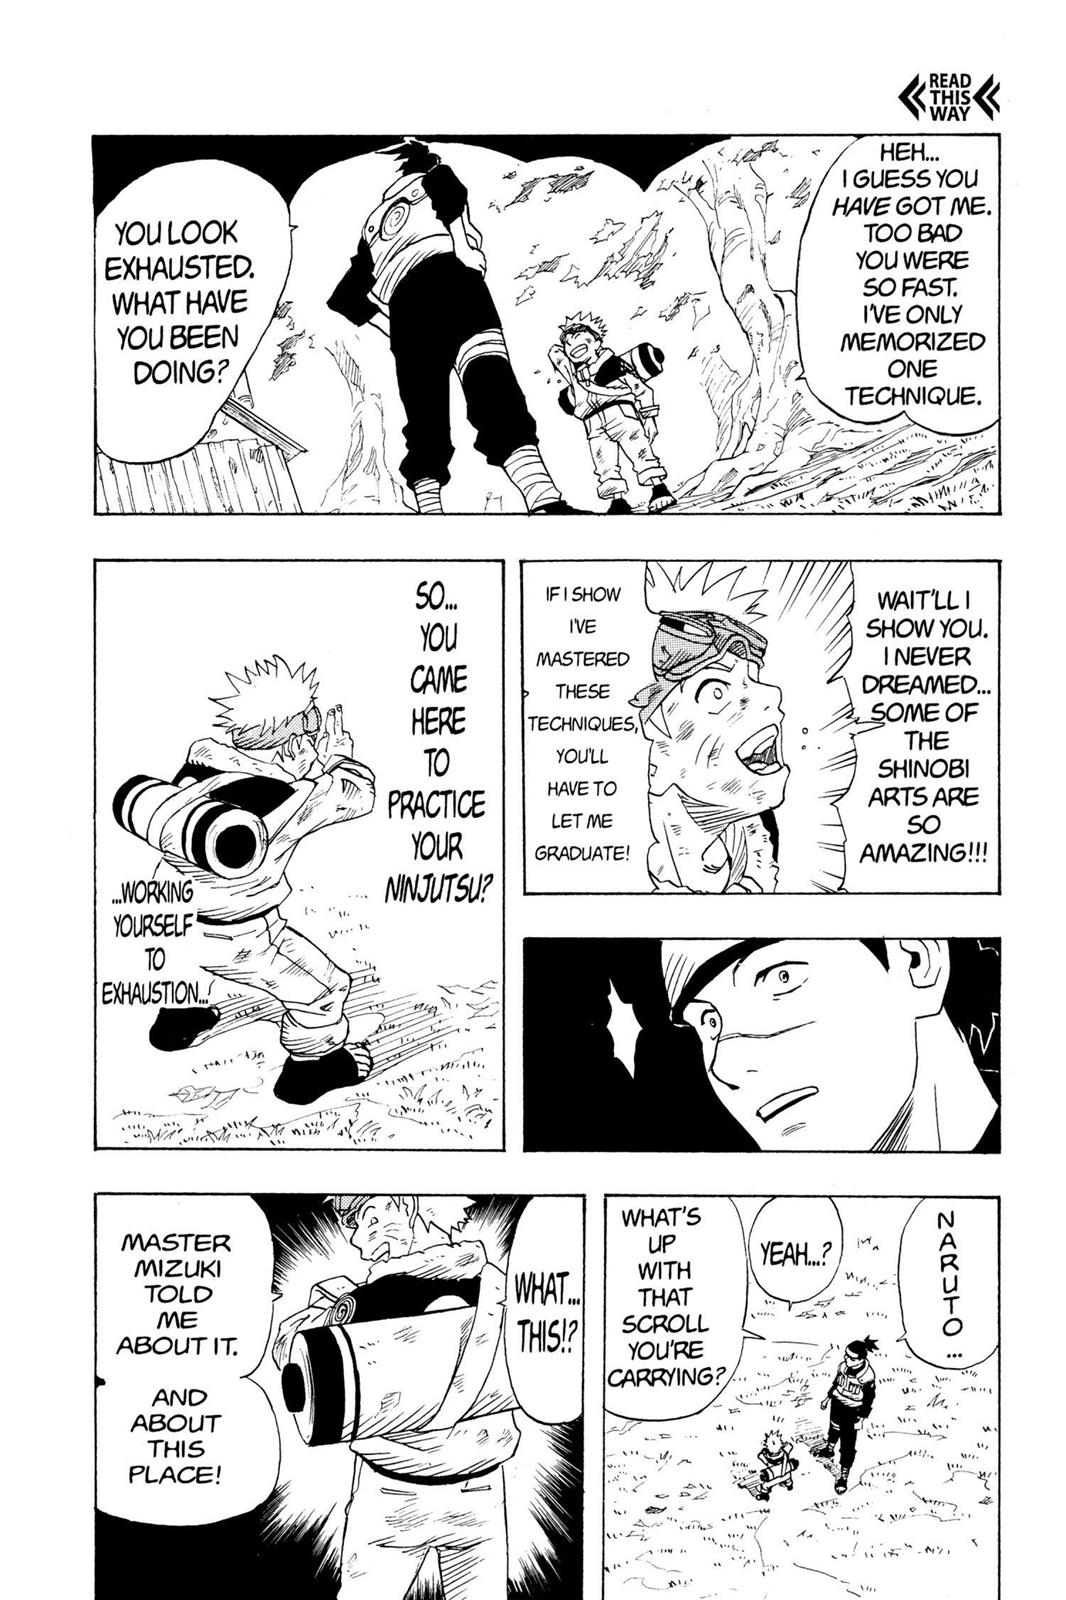 READ
THIS
WAY
HEH...
I GUESS YOU
HAVE GOT ME.
TOO BAD
YOU WERE
SO FAST.
I'VE ONLY
MEMORIZED
ONE
TECHNIQUE.
YOU LOOK
EXHAUSTED.
WHAT HAVE
YOU BEEN
DOING?
WAIT'LL I
SHOW YOU.
I NEVER
DREAMED...
SOME OF
THE
SHINOBI
ARTS ARE
SO
AMAZING!!!
IF I SHOW
I'VE
MASTERED
THESE
TECHNIQUES,
YOU'LL
HAVE TO
LET ME
GRADUATE!
SO...
YOU
CAME
HERE
TO
PRACTICE
YOUR
NINJUTSU?
...WORKING
YOURSELF
TO
EXHAUSTION...
NARUTO...
YEAH...?
WHAT'S
UP
WITH
THAT
SCROLL
YOU'RE
CARRYING?
WHAT...
THIS!?
MASTER
MIZUKI
TOLD
ME
ABOUT IT.
AND
ABOUT
THIS
PLACE!